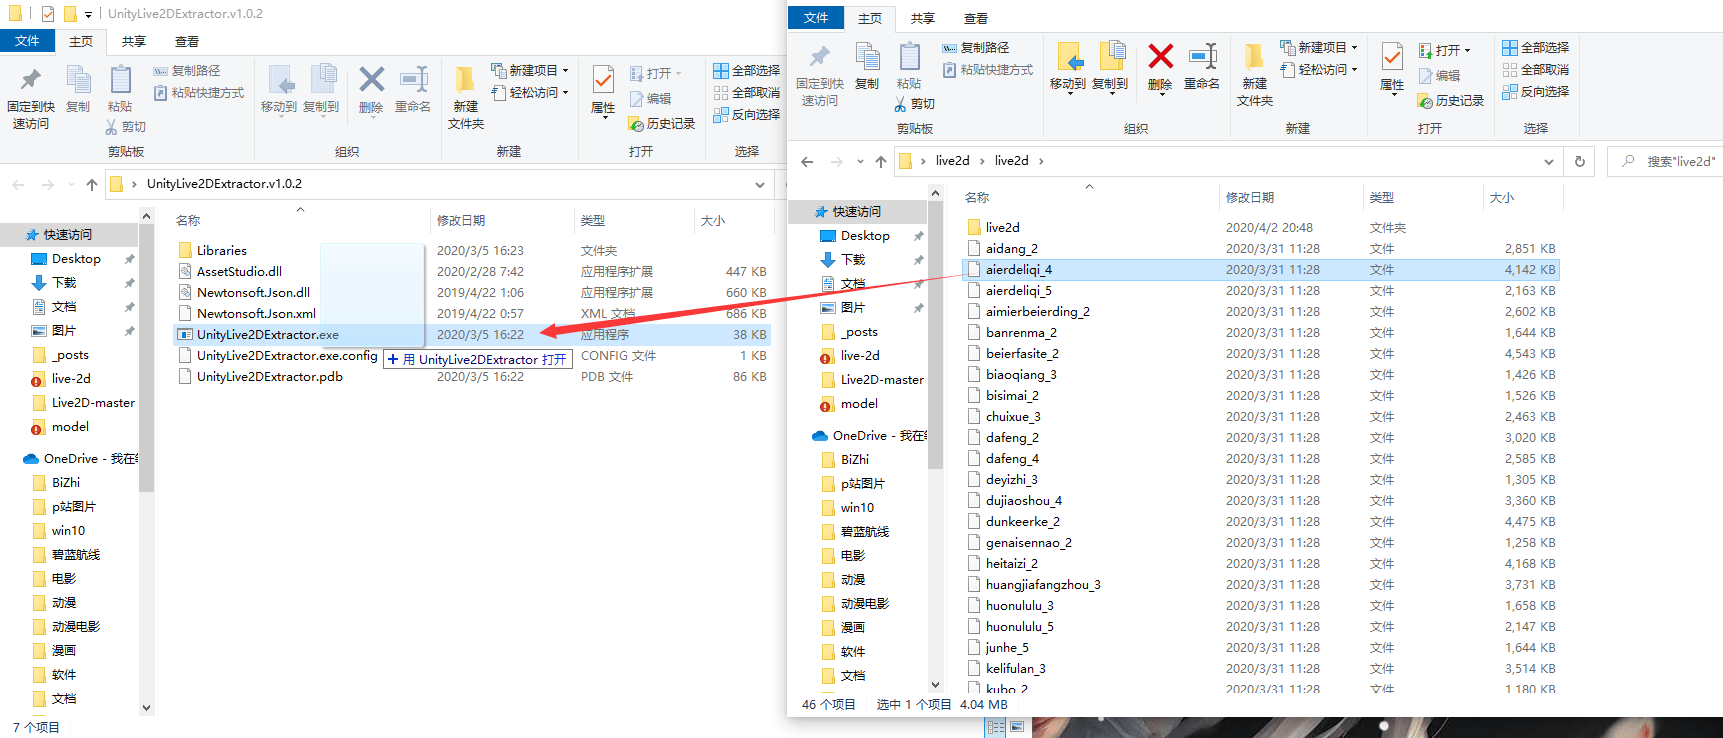 UnityLive2DExtractor.v1.0.2
文件 主页 共享 查看
固定到快速访问
复制
粘贴
复制路径
粘贴快捷方式
剪切
剪贴板
移动到
复制到
删除
重命名
组织
新建项目
轻松访问
新建
文件夹
新建
属性
打开
编辑
历史记录
打开
全部选择
全部取消
反向选择
选择
UnityLive2DExtractor.v1.0.2
快速访问
Desktop
下载
文档
图片
_posts
live-2d
Live2D-master
model
OneDrive - 我在
BiZhi
p站图片
win10
碧蓝航线
电影
动漫
动漫电影
漫画
软件
文档
名称 修改日期 类型 大小
Libraries 2020/3/5 16:23 文件夹
AssetStudio.dll 2020/2/28 7:42 应用程序扩展 447 KB
Newtonsoft.Json.dll 2019/4/22 1:06 应用程序扩展 660 KB
Newtonsoft.Json.xml 2019/4/22 0:57 XML 文档 686 KB
UnityLive2DExtractor.exe 2020/3/5 16:22 应用程序 38 KB
UnityLive2DExtractor.exe.config CONFIG 文件 1 KB
+ 用 UnityLive2DExtractor 打开
UnityLive2DExtractor.pdb 2020/3/5 16:22 PDB 文件 86 KB
7 个项目
文件 主页 共享 查看
固定到快速访问
复制
粘贴
复制路径
粘贴快捷方式
剪切
剪贴板
移动到
复制到
删除
重命名
组织
新建项目
轻松访问
新建
文件夹
新建
属性
打开
编辑
历史记录
打开
全部选择
全部取消
反向选择
选择
live2d › live2d ›
搜索"live2d"
快速访问
Desktop
下载
文档
图片
_posts
live-2d
Live2D-master
model
OneDrive - 我在
BiZhi
p站图片
win10
碧蓝航线
电影
动漫
动漫电影
漫画
软件
文档
名称 修改日期 类型 大小
live2d 2020/4/2 20:48 文件夹
aidang_2 2020/3/31 11:28 文件 2,851 KB
aierdeliqi_4 2020/3/31 11:28 文件 4,142 KB
aierdeliqi_5 2020/3/31 11:28 文件 2,163 KB
aimierbeierding_2 2020/3/31 11:28 文件 2,602 KB
banrenma_2 2020/3/31 11:28 文件 1,644 KB
beierfasite_2 2020/3/31 11:28 文件 4,543 KB
biaoqiang_3 2020/3/31 11:28 文件 1,426 KB
bisimai_2 2020/3/31 11:28 文件 1,526 KB
chuixue_3 2020/3/31 11:28 文件 2,463 KB
dafeng_2 2020/3/31 11:28 文件 3,020 KB
dafeng_4 2020/3/31 11:28 文件 2,585 KB
deyizhi_3 2020/3/31 11:28 文件 1,305 KB
dujiaoshou_4 2020/3/31 11:28 文件 3,360 KB
dunkeerke_2 2020/3/31 11:28 文件 4,475 KB
genaisennao_2 2020/3/31 11:28 文件 1,258 KB
heitaizi_2 2020/3/31 11:28 文件 4,168 KB
huangjiafangzhou_3 2020/3/31 11:28 文件 3,731 KB
huonululu_3 2020/3/31 11:28 文件 1,658 KB
huonululu_5 2020/3/31 11:28 文件 2,147 KB
junhe_5 2020/3/31 11:28 文件 1,644 KB
kelifulan_3 2020/3/31 11:28 文件 3,514 KB
kubo_2 2020/3/31 11:28 文件 1,180 KB
46 个项目 选中 1 个项目 4.04 MB